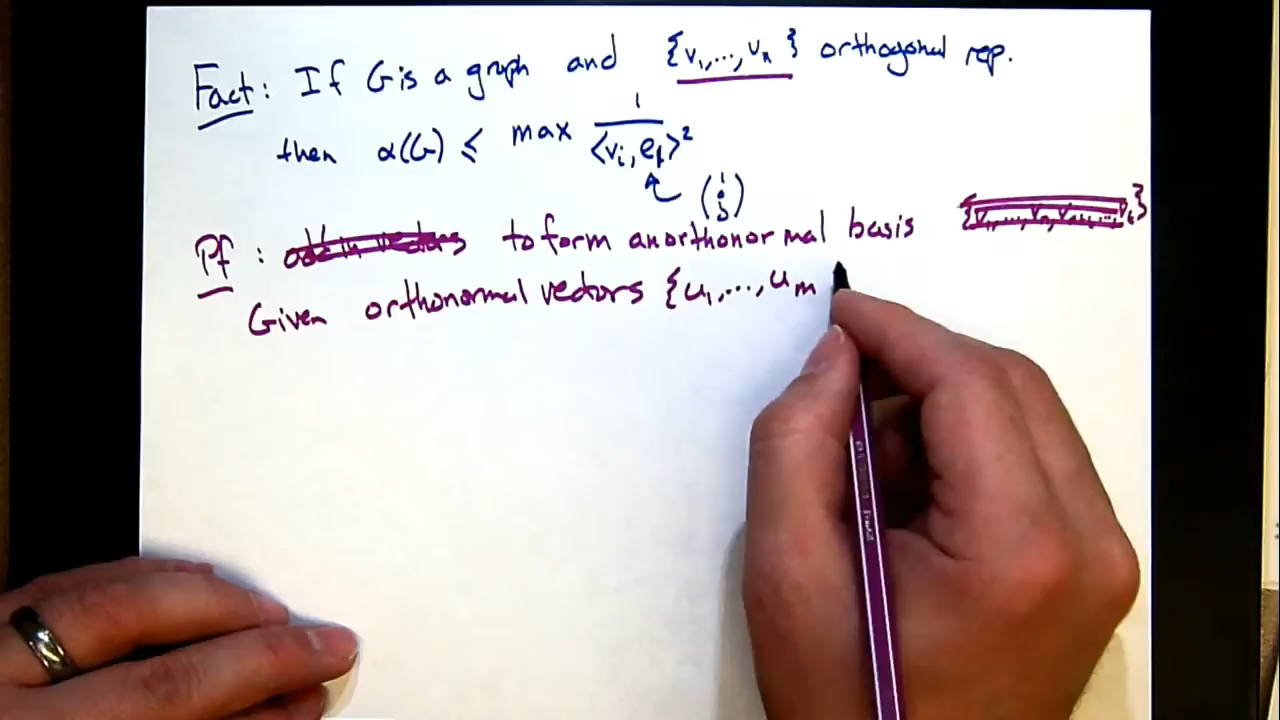 Fact: If G is a graph and {v₁,...,vₙ} orthogonal rep.
then α(G) ≤ max 1/⟨vᵢ, e₁⟩²
Pf: to form an orthonormal basis
Given orthonormal vectors {u₁,...,uₘ